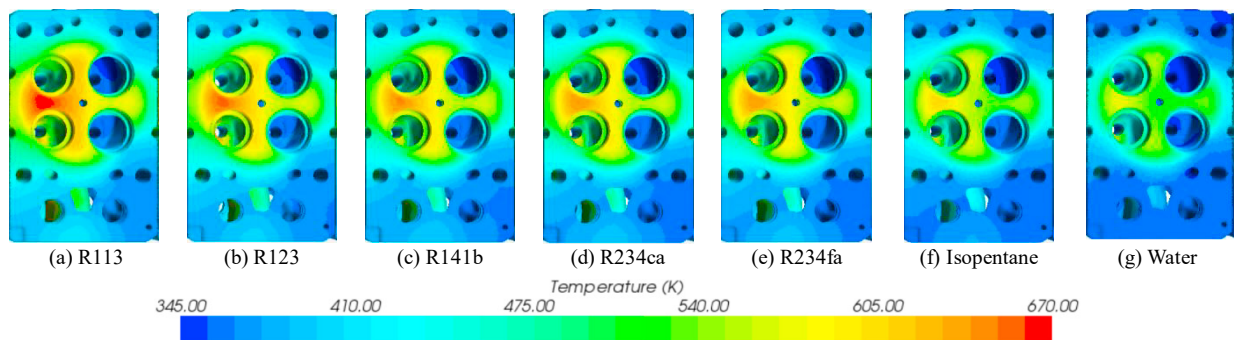 (a) R113 (b) R123 (c) R141b (d) R234ca (e) R234fa (f) Isopentane (g) Water
Temperature (K)
345.00 410.00 475.00 540.00 605.00 670.00